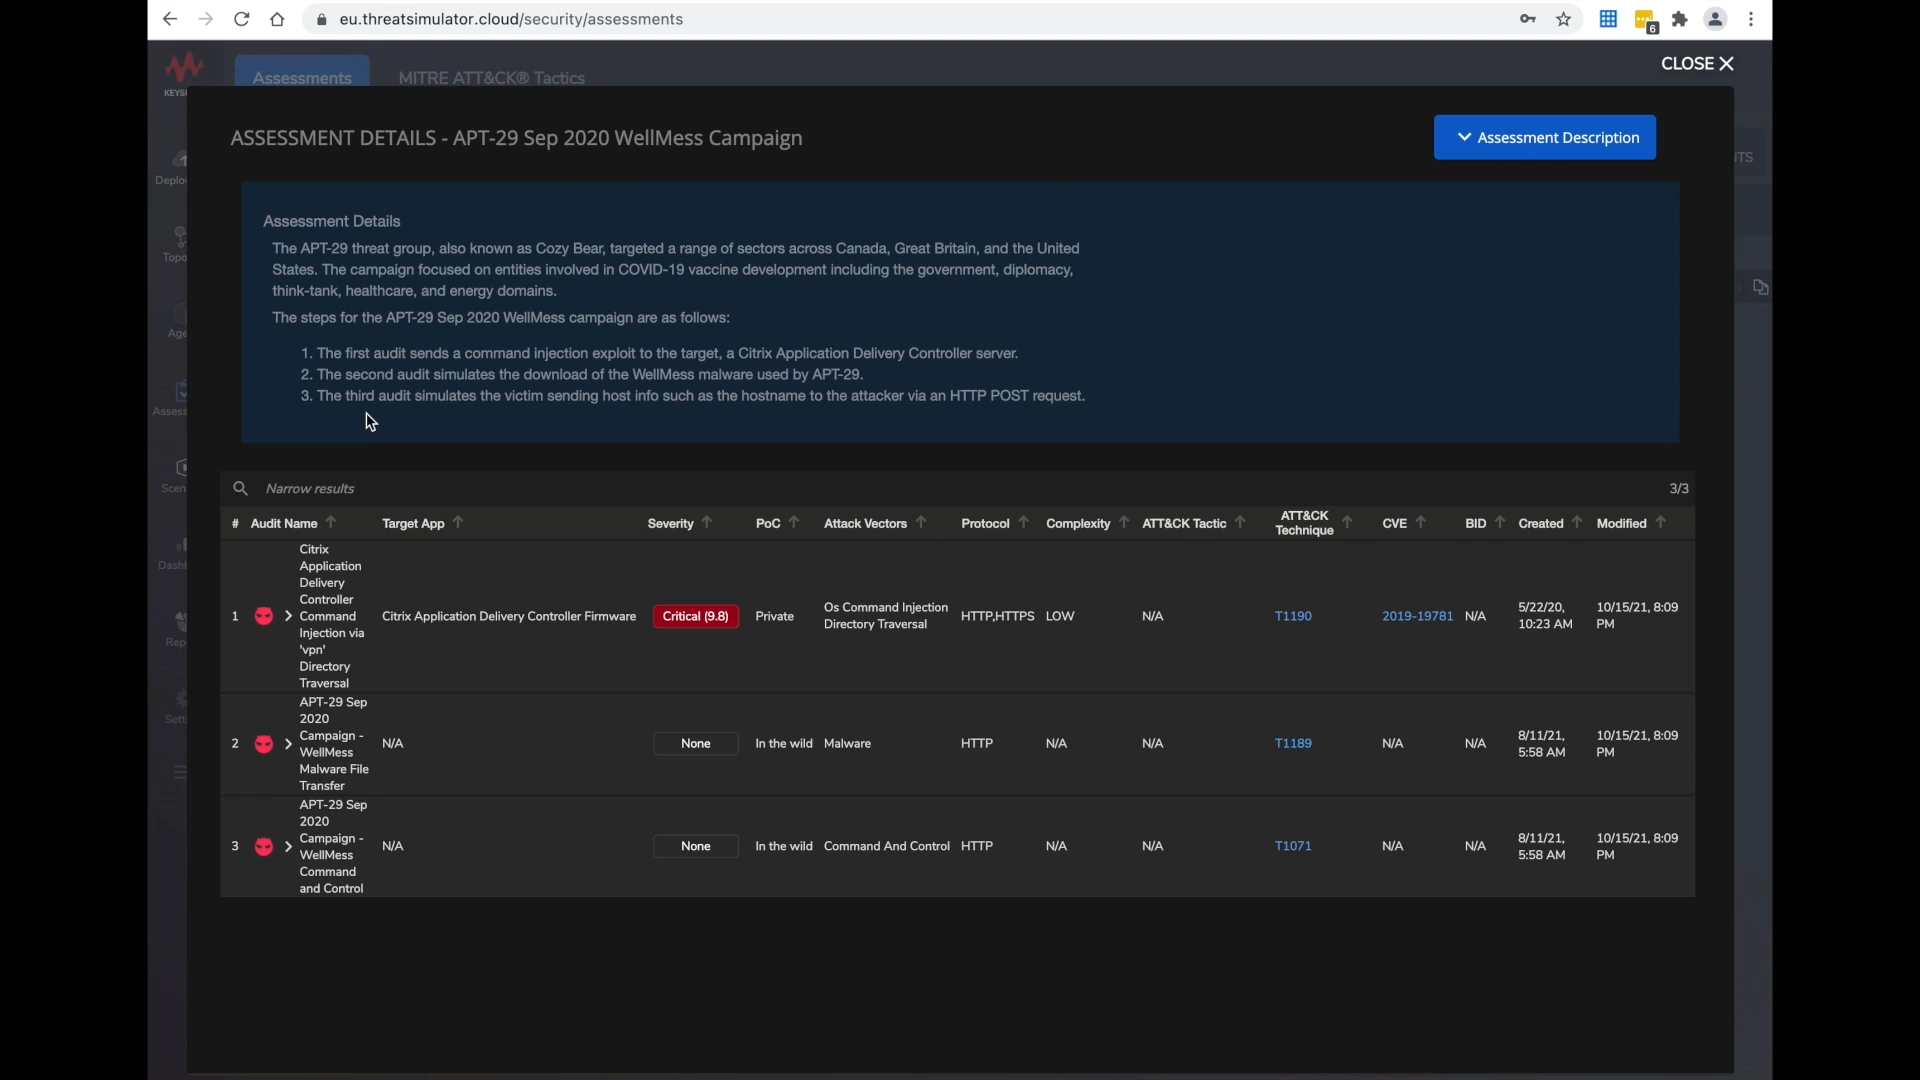 eu.threatsimulator.cloud/security/assessments
6
CLOSE
Assessments
MITRE ATT&CK® Tactics
ASSESSMENT DETAILS - APT-29 Sep 2020 WellMess Campaign
Assessment Description
Assessment Details
The APT-29 threat group, also known as Cozy Bear, targeted a range of sectors across Canada, Great Britain, and the United
States. The campaign focused on entities involved in COVID-19 vaccine development including the government, diplomacy,
think-tank, healthcare, and energy domains.
The steps for the APT-29 Sep 2020 WellMess campaign are as follows:
1. The first audit sends a command injection exploit to the target, a Citrix Application Delivery Controller server.
2. The second audit simulates the download of the WellMess malware used by APT-29.
3. The third audit simulates the victim sending host info such as the hostname to the attacker via an HTTP POST request.
Narrow results
3/3
# Audit Name Target App Severity PoC Attack Vectors Protocol Complexity ATT&CK Tactic ATT&CK Technique CVE BID Created Modified
1
Citrix
Application
Delivery
Controller
Command
Injection via
'vpn'
Directory
Traversal
Citrix Application Delivery Controller Firmware
Critical (9.8)
Private
Os Command Injection
Directory Traversal
HTTP,HTTPS
LOW
N/A
T1190
2019-19781
N/A
5/22/20,
10:23 AM
10/15/21, 8:09
PM
2
APT-29 Sep
2020
Campaign -
WellMess
Malware File
Transfer
N/A
None
In the wild
Malware
HTTP
N/A
N/A
T1189
N/A
N/A
8/11/21,
5:58 AM
10/15/21, 8:09
PM
3
APT-29 Sep
2020
Campaign -
WellMess
Command
and Control
N/A
None
In the wild
Command And Control
HTTP
N/A
N/A
T1071
N/A
N/A
8/11/21,
5:58 AM
10/15/21, 8:09
PM